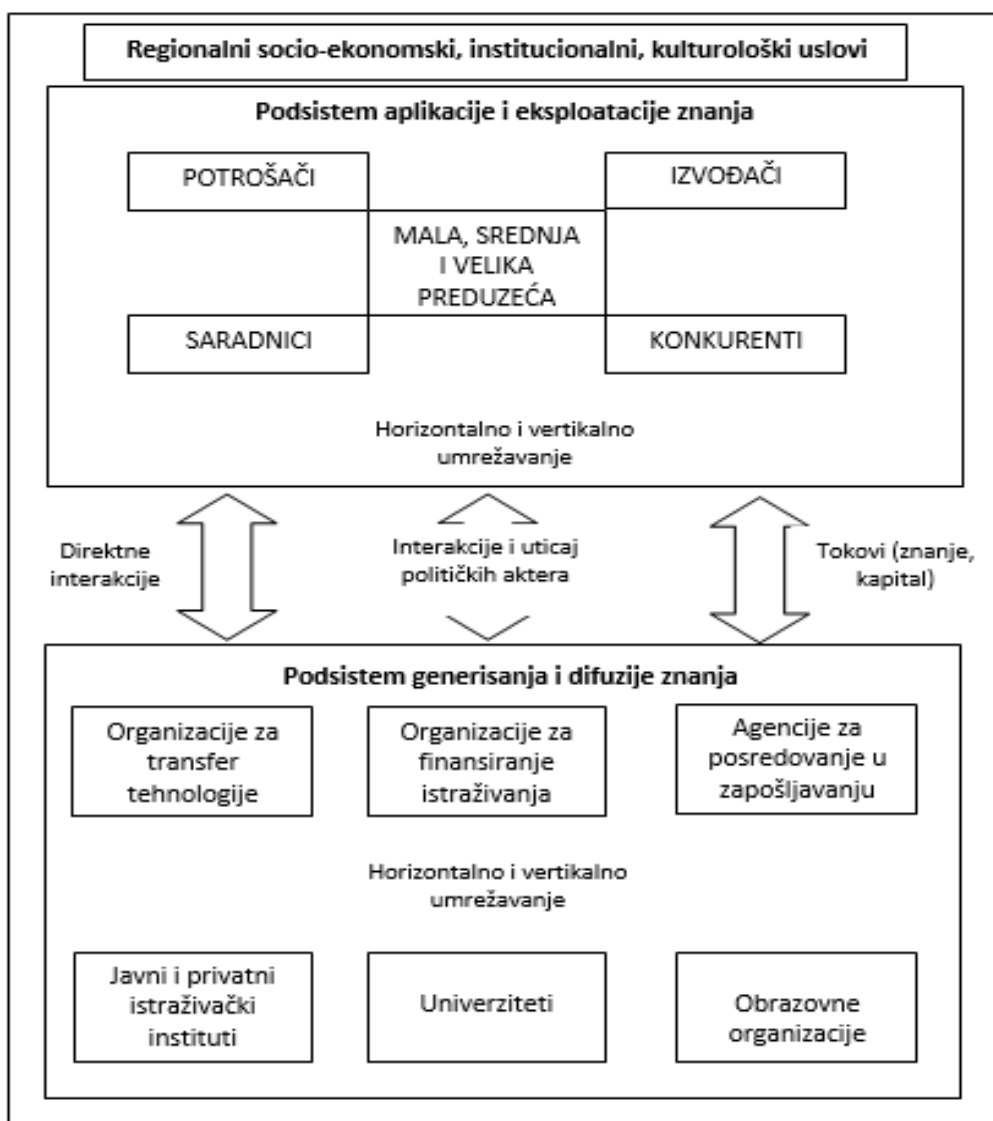 Regionalni socio-ekonomski, institucionalni, kulturološki uslovi
Podsistem aplikacije i eksploatacije znanja
POTROŠAČI
IZVOĐAČI
MALA, SREDNJA
I VELIKA
PREDUZEĆA
SARADNICI
KONKURENTI
Horizontalno i vertikalno
umrežavanje
Direktne
interakcije
Interakcije i uticaj
političkih aktera
Tokovi (znanje,
kapital)
Podsistem generisanja i difuzije znanja
Organizacije za
transfer
tehnologije
Organizacije za
finansiranje
istraživanja
Agencije za
posredovanje u
zapošljavanju
Horizontalno i vertikalno
umrežavanje
Javni i privatni
istraživački
instituti
Univerziteti
Obrazovne
organizacije